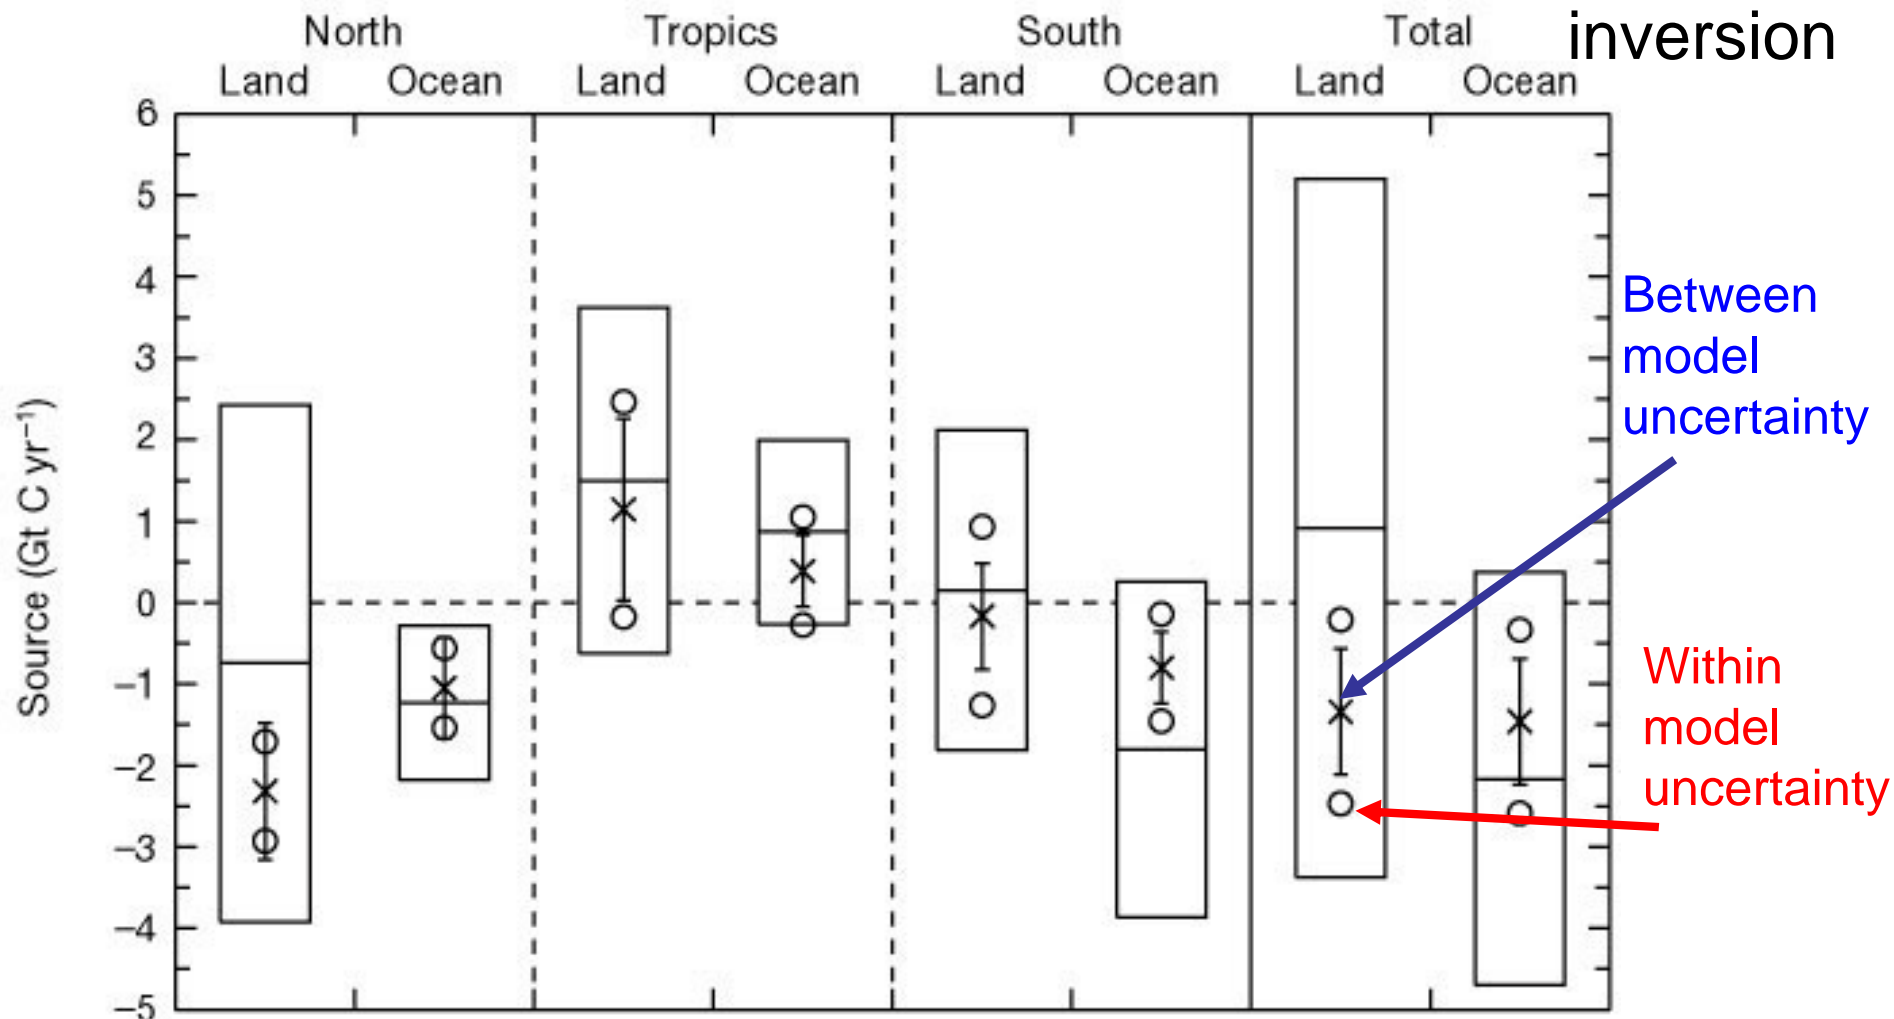 North Tropics South Total inversion
Land Ocean Land Ocean Land Ocean Land Ocean
6
5
4
3
2
1
0
−1
−2
−3
−4
−5
Source (Gt C yr⁻¹)
Between
model
uncertainty
Within
model
uncertainty